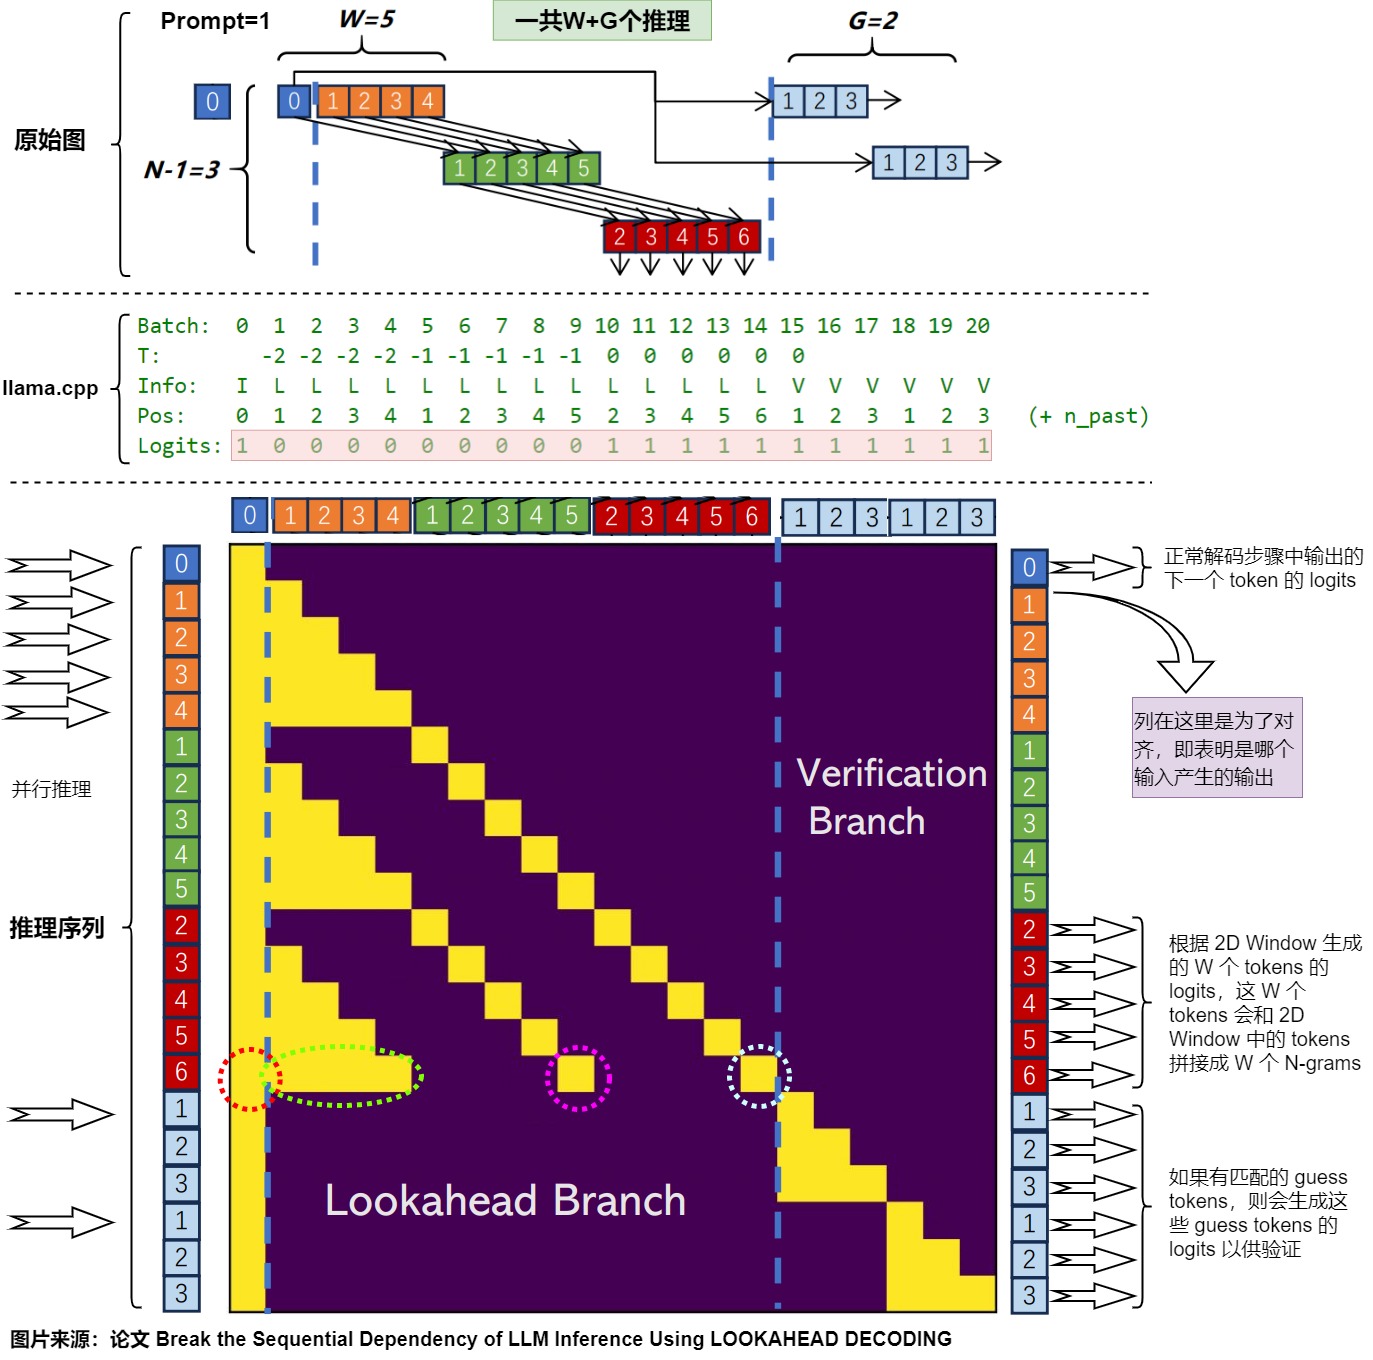 Prompt=1
W=5
一共W+G个推理
G=2
0
0 1 2 3 4
1 2 3
原始图
N-1=3
1 2 3 4 5
1 2 3
2 3 4 5 6
llama.cpp
Batch: 0 1 2 3 4 5 6 7 8 9 10 11 12 13 14 15 16 17 18 19 20
T: -2 -2 -2 -2 -1 -1 -1 -1 -1 0 0 0 0 0 0
Info: I L L L L L L L L L L L L L L V V V V V V
Pos: 0 1 2 3 4 1 2 3 4 5 2 3 4 5 6 1 2 3 1 2 3 (+ n_past)
Logits: 1 0 0 0 0 0 0 0 0 0 1 1 1 1 1 1 1 1 1 1 1
0 1 2 3 4 1 2 3 4 5 2 3 4 5 6 1 2 3 1 2 3
并行推理
推理序列
0
1
2
3
4
1
2
3
4
5
2
3
4
5
6
1
2
3
1
2
3
Verification
Branch
Lookahead Branch
0
1
2
3
4
1
2
3
4
5
2
3
4
5
6
1
2
3
1
2
3
正常解码步骤中输出的
下一个 token 的 logits
列在这里是为了对
齐，即表明是哪个
输入产生的输出
根据 2D Window 生成
的 W 个 tokens 的
logits，这 W 个
tokens 会和 2D
Window 中的 tokens
拼接成 W 个 N-grams
如果有匹配的 guess
tokens，则会生成这
些 guess tokens 的
logits 以供验证
图片来源：论文 Break the Sequential Dependency of LLM Inference Using LOOKAHEAD DECODING